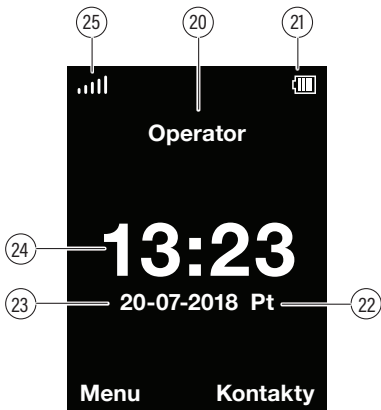 25 20 21
Operator
24 13:23
23 20-07-2018 Pt 22
Menu Kontakty